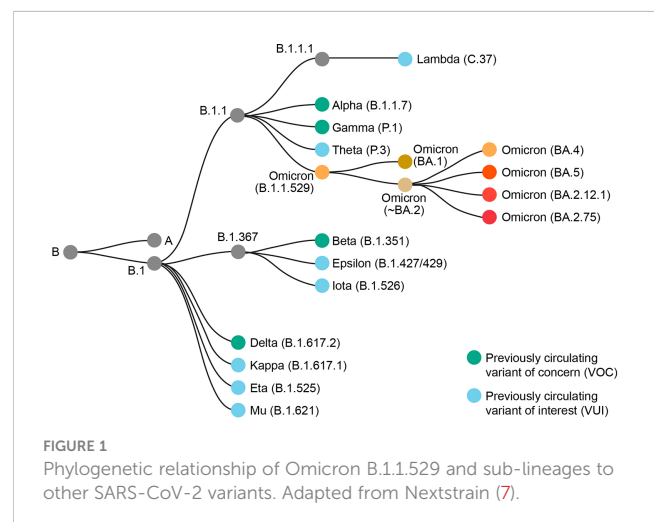 B.1.1.1
Lambda (C.37)
B.1.1
Alpha (B.1.1.7)
Gamma (P.1)
Theta (P.3)
Omicron
(B.1.1.529)
Omicron
(BA.1)
Omicron
(~BA.2)
Omicron (BA.4)
Omicron (BA.5)
Omicron (BA.2.12.1)
Omicron (BA.2.75)
B
A
B.1
B.1.367
Beta (B.1.351)
Epsilon (B.1.427/429)
Iota (B.1.526)
Delta (B.1.617.2)
Kappa (B.1.617.1)
Eta (B.1.525)
Mu (B.1.621)
Previously circulating
variant of concern (VOC)
Previously circulating
variant of interest (VUI)
FIGURE 1
Phylogenetic relationship of Omicron B.1.1.529 and sub-lineages to
other SARS-CoV-2 variants. Adapted from Nextstrain (7).